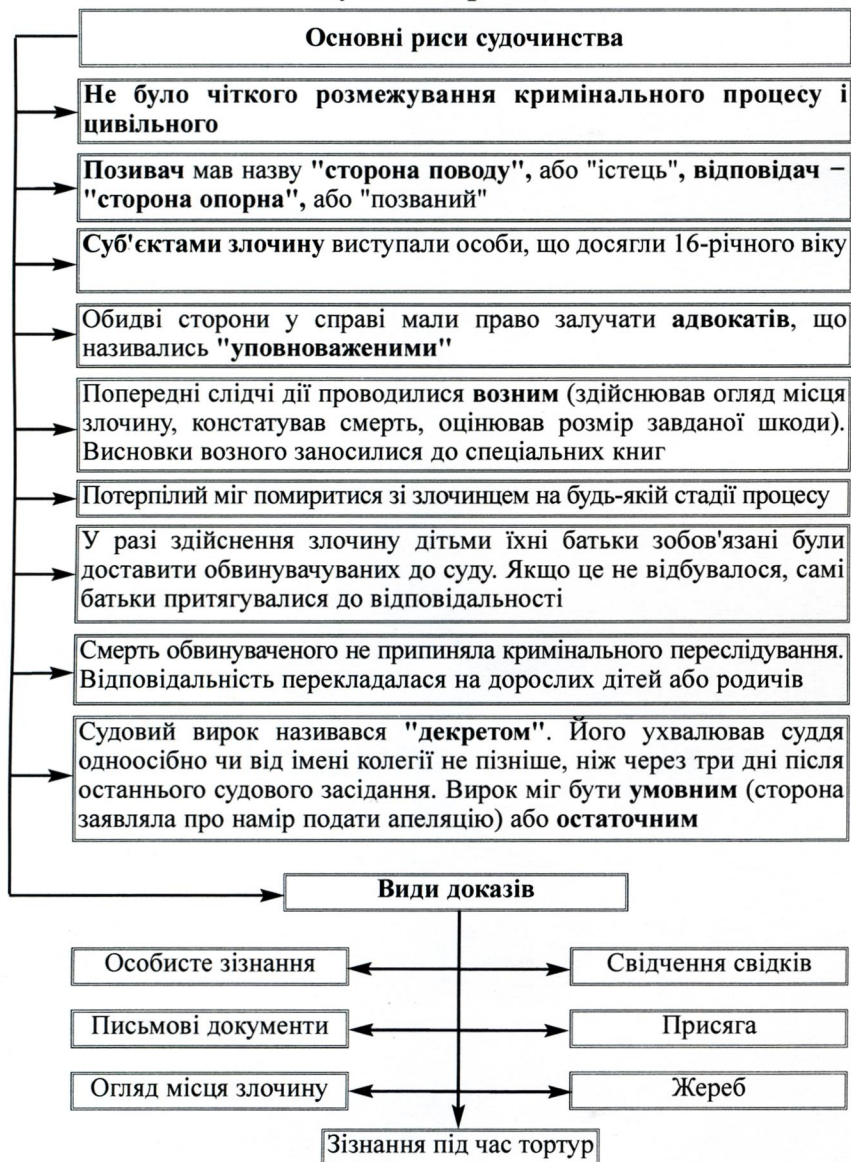 Основні риси судочинства
Не було чіткого розмежування кримінального процесу і
цивільного
Позивач мав назву "сторона поводу", або "істець", відповідач –
"сторона опорна", або "позваний"
Суб'єктами злочину виступали особи, що досягли 16-річного віку
Обидві сторони у справі мали право залучати адвокатів, що
називались "уповноваженими"
Попередні слідчі дії проводилися возним (здійснював огляд місця
злочину, констатував смерть, оцінював розмір завданої шкоди).
Висновки возного заносилися до спеціальних книг
Потерпілий міг помиритися зі злочинцем на будь-якій стадії процесу
У разі здійснення злочину дітьми їхні батьки зобов'язані були
доставити обвинувачуваних до суду. Якщо це не відбувалося, самі
батьки притягувалися до відповідальності
Смерть обвинуваченого не припиняла кримінального переслідування.
Відповідальність перекладалася на дорослих дітей або родичів
Судовий вирок називався "декретом". Його ухвалював суддя
одноосібно чи від імені колегії не пізніше, ніж через три дні після
останнього судового засідання. Вирок міг бути умовним (сторона
заявляла про намір подати апеляцію) або остаточним
Види доказів
Особисте зізнання
Свідчення свідків
Письмові документи
Присяга
Огляд місця злочину
Жереб
Зізнання під час тортур